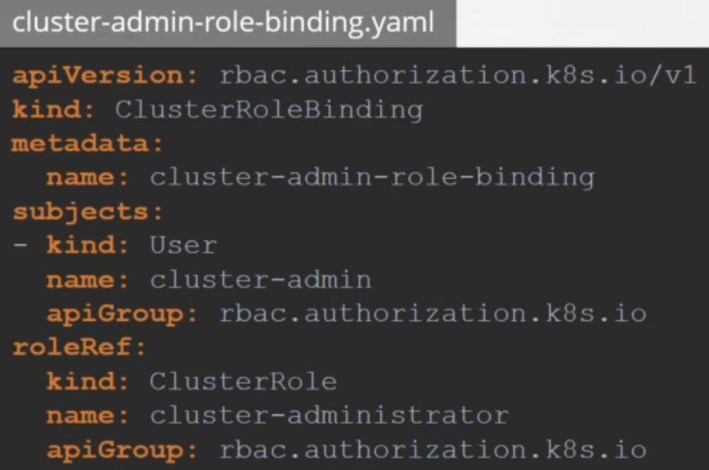 cluster-admin-role-binding.yaml
apiVersion: rbac.authorization.k8s.io/v1
kind: ClusterRoleBinding
metadata:
  name: cluster-admin-role-binding
subjects:
- kind: User
  name: cluster-admin
  apiGroup: rbac.authorization.k8s.io
roleRef:
  kind: ClusterRole
  name: cluster-administrator
  apiGroup: rbac.authorization.k8s.io